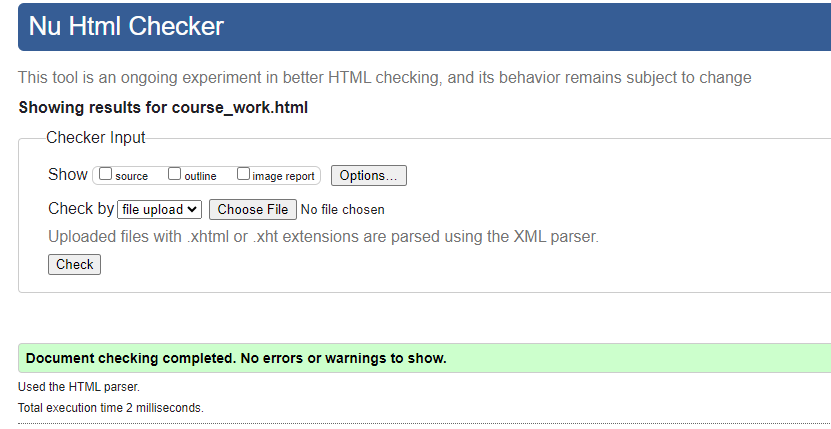 Nu Html Checker
This tool is an ongoing experiment in better HTML checking, and its behavior remains subject to change
Showing results for course_work.html
Checker Input
Show source outline image report Options...
Check by file upload Choose File No file chosen
Uploaded files with .xhtml or .xht extensions are parsed using the XML parser.
Check
Document checking completed. No errors or warnings to show.
Used the HTML parser.
Total execution time 2 milliseconds.